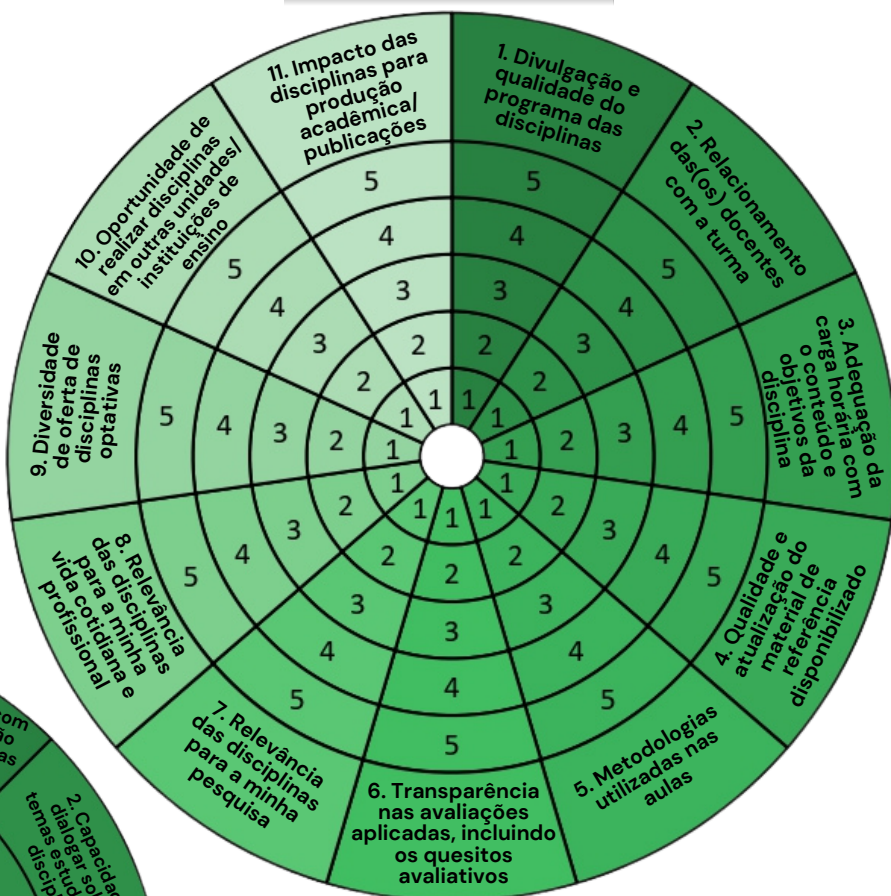 1. Divulgação e
qualidade do
programa das
disciplinas
5
4
3
2
1
2. Relacionamento
das(os) docentes
com a turma
5
4
3
2
1
3. Adequação da
carga horária com
o conteúdo e
objetivos da
disciplina
5
4
3
2
1
4. Qualidade e
atualização do
material de
referência
disponibilizado
5
4
3
2
1
5. Metodologias
utilizadas nas
aulas
5
4
3
2
1
6. Transparência
nas avaliações
aplicadas, incluindo
os quesitos
avaliativos
5
4
3
2
1
7. Relevância
das disciplinas
para a minha
pesquisa
5
4
3
2
1
8. Relevância
das disciplinas
para a minha
vida cotidiana e
profissional
5
4
3
2
1
9. Diversidade
de oferta de
disciplinas
optativas
5
4
3
2
1
10. Oportunidade de
realizar disciplinas
em outras unidades/
instituições de
ensino
5
4
3
2
1
11. Impacto das
disciplinas para
produção
acadêmica/
publicações
5
4
3
2
1
2.
temas